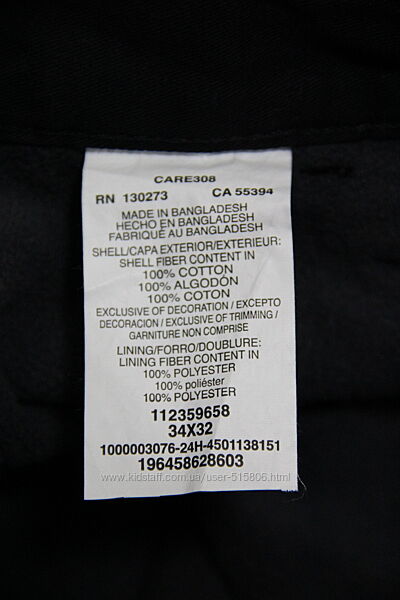 CARE308
RN 130273 CA 55394
MADE IN BANGLADESH
HECHO EN BANGLADESH
FABRIQUÉ AU BANGLADESH
SHELL/CAPA EXTERIOR/EXTERIEUR:
SHELL FIBER CONTENT IN
100% COTTON
100% ALGODÓN
100% COTON
EXCLUSIVE OF DECORATION / EXCEPTO
DECORACION / EXCLUSIVE OF TRIMMING /
GARNITURE NON COMPRISE
LINING/FORRO/DOUBLURE:
LINING FIBER CONTENT IN
100% POLYESTER
100% poliéster
100% POLYESTER
112359658
34X32
1000003076-24H-4501138151
196458628603
www.kidstaff.com.ua/user-515806.html